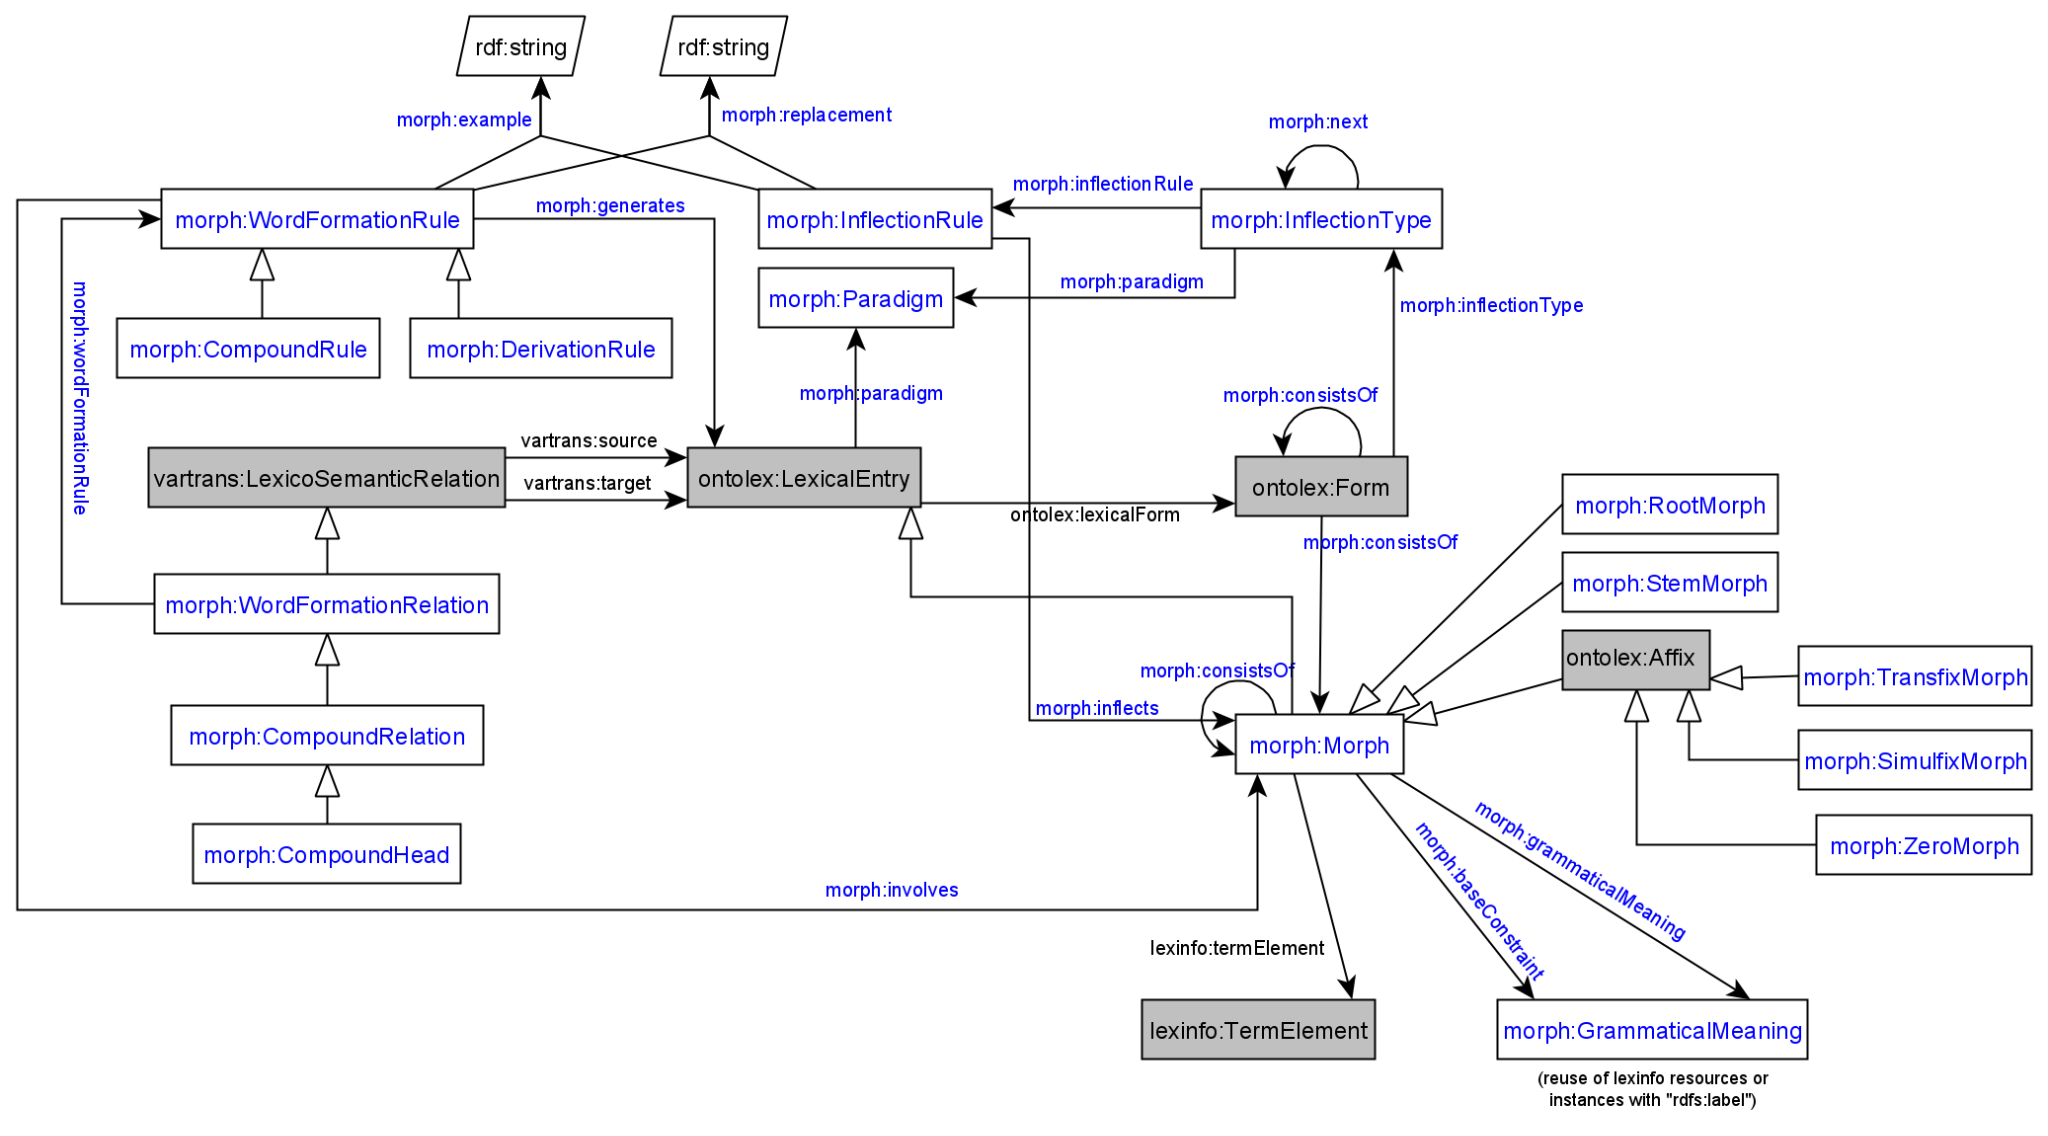 rdf:string
rdf:string
morph:example
morph:replacement
morph:next
morph:WordFormationRule
morph:generates
morph:InflectionRule
morph:inflectionRule
morph:InflectionType
morph:Paradigm
morph:paradigm
morph:inflectionType
morph:wordFormationRule
morph:CompoundRule
morph:DerivationRule
morph:paradigm
morph:consistsOf
vartrans:LexicoSemanticRelation
vartrans:source
vartrans:target
ontolex:LexicalEntry
ontolex:lexicalForm
ontolex:Form
morph:consistsOf
morph:RootMorph
morph:StemMorph
morph:WordFormationRelation
ontolex:Affix
morph:TransfixMorph
morph:consistsOf
morph:inflects
morph:CompoundRelation
morph:Morph
morph:SimulfixMorph
morph:CompoundHead
morph:ZeroMorph
morph:involves
morph:grammaticalMeaning
morph:baseConstraint
lexinfo:termElement
lexinfo:TermElement
morph:GrammaticalMeaning
(reuse of lexinfo resources or
instances with "rdfs:label")